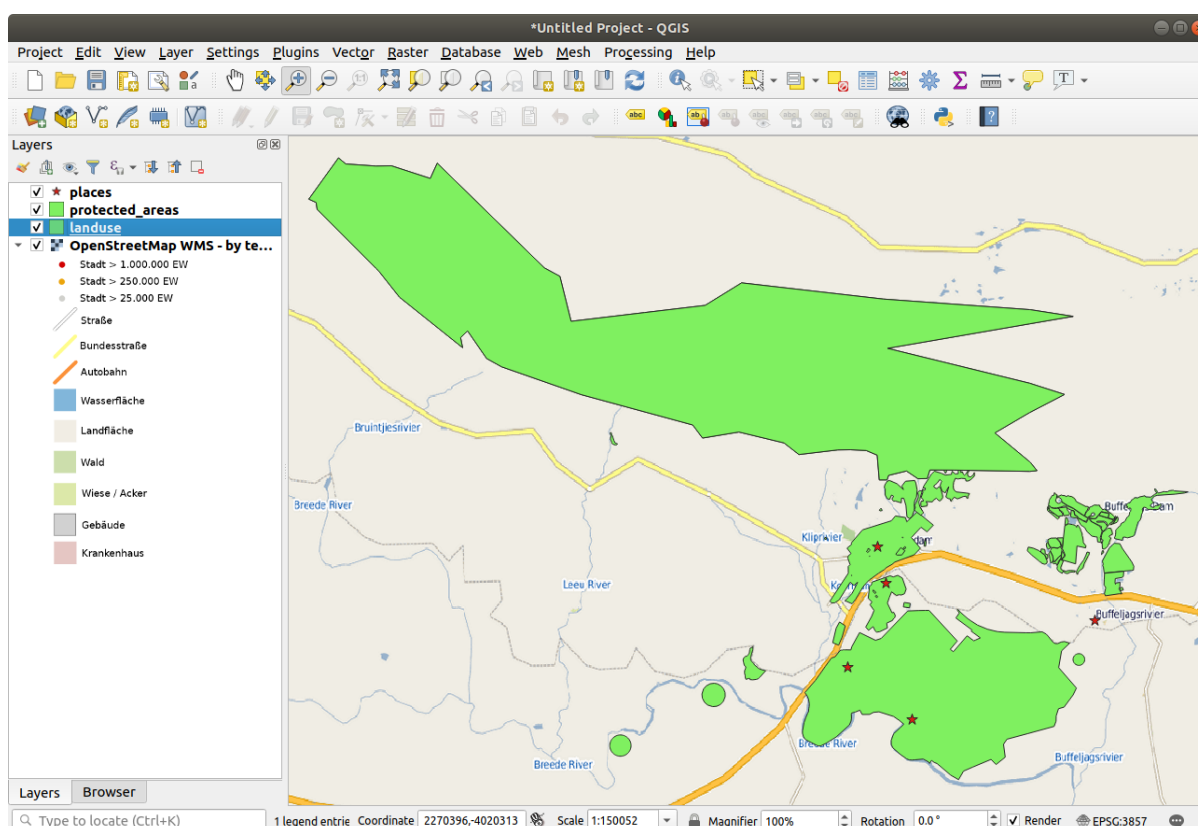 *Untitled Project - QGIS
Project Edit View Layer Settings Plugins Vector Raster Database Web Mesh Processing Help
Layers
places
protected_areas
landuse
OpenStreetMap WMS - by te...
Stadt > 1.000.000 EW
Stadt > 250.000 EW
Stadt > 25.000 EW
Straße
Bundesstraße
Autobahn
Wasserfläche
Landfläche
Wald
Wiese / Acker
Gebäude
Krankenhaus
Bruintjiesrivier
Breede River
Kliprivier
Leeu River
Buffeljagsrivier
Breede River
Breede River
Buffeljagsrivier
Layers Browser
Type to locate (Ctrl+K) 1 legend entrie Coordinate 2270396,-4020313 Scale 1:150052 Magnifier 100% Rotation 0.0 ° Render EPSG:3857